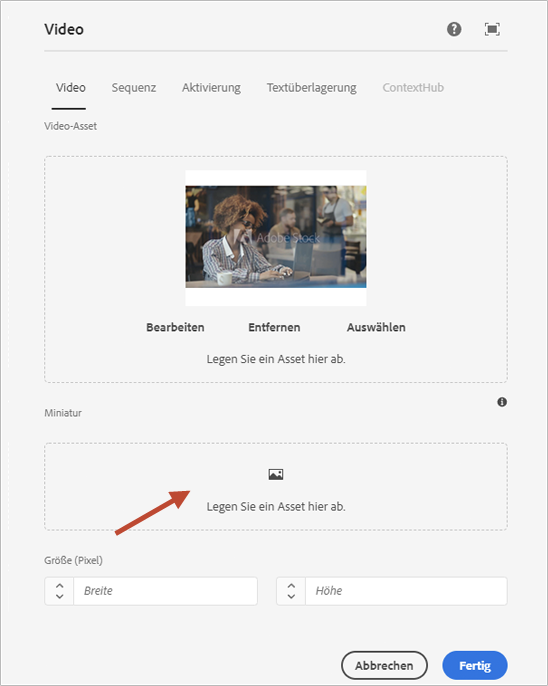 Video
Video Sequenz Aktivierung Textüberlagerung ContextHub
Video-Asset
Adobe Stock
Bearbeiten Entfernen Auswählen
Legen Sie ein Asset hier ab.
Miniatur
Legen Sie ein Asset hier ab.
Größe (Pixel)
Breite Höhe
Abbrechen Fertig